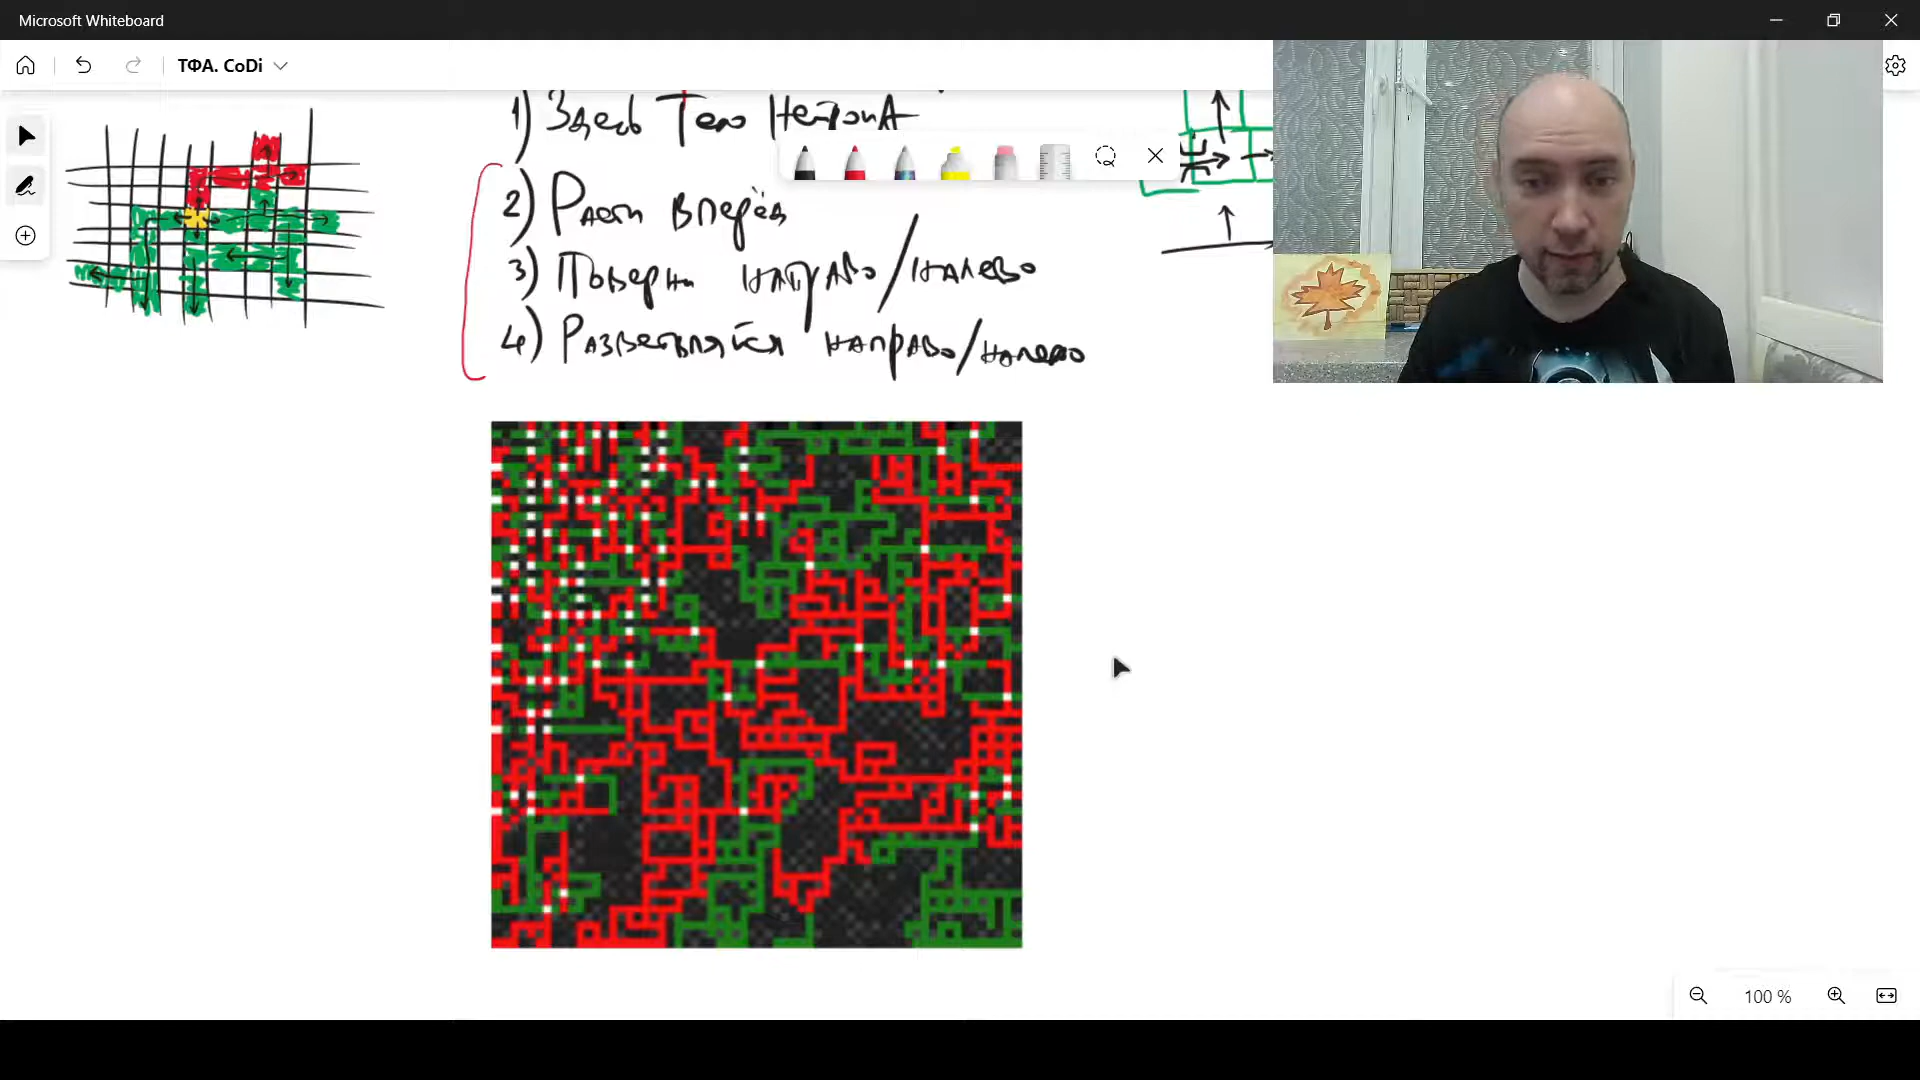 Microsoft Whiteboard
ТФА. CoDi
1) Здесь Тело Нейрона
2) Расти вперёд
3) Поверни направо/налево
4) Разветвляйся направо/налево
100 %